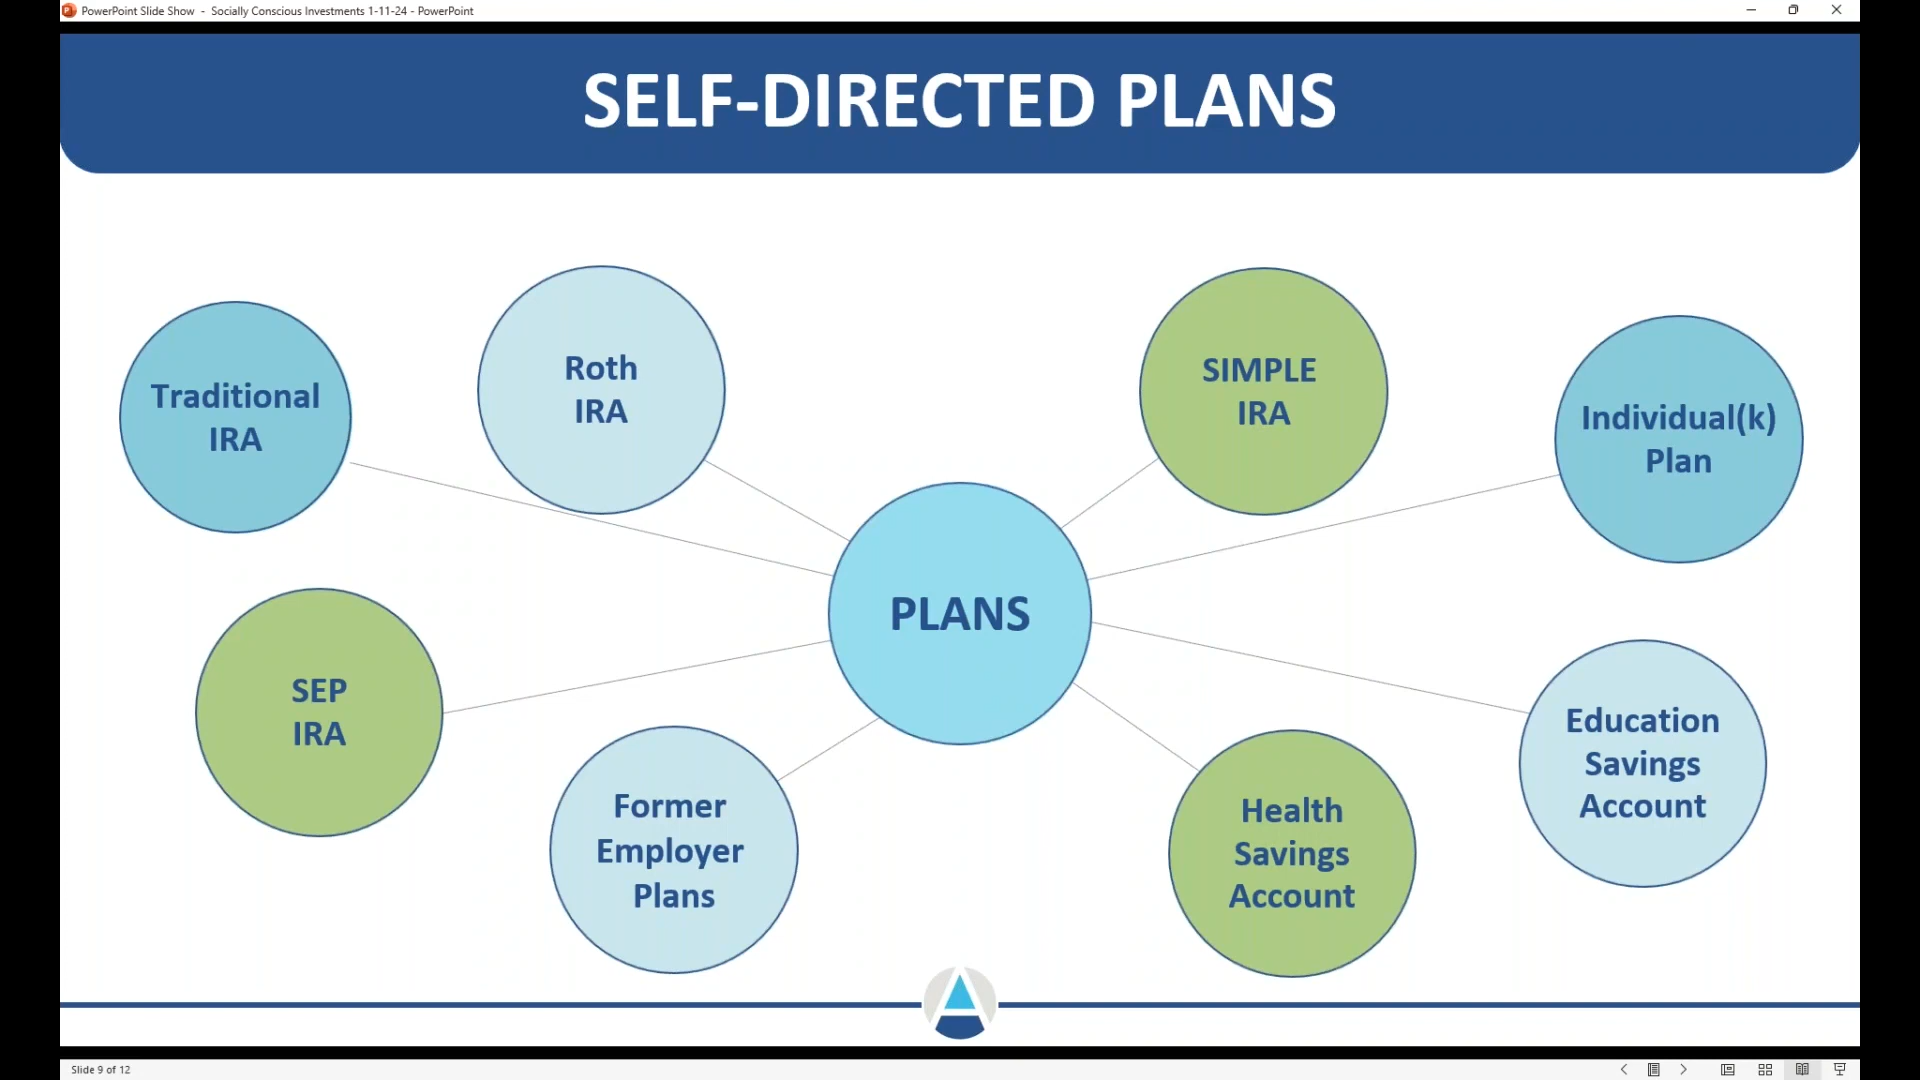 PowerPoint Slide Show - Socially Conscious Investments 1-11-24 - PowerPoint
SELF-DIRECTED PLANS
Traditional
IRA
Roth
IRA
SIMPLE
IRA
Individual(k)
Plan
PLANS
SEP
IRA
Former
Employer
Plans
Health
Savings
Account
Education
Savings
Account
Slide 9 of 12